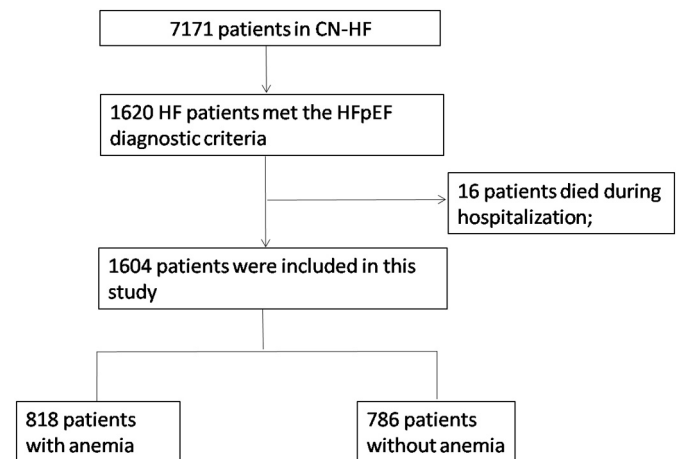 7171 patients in CN-HF
1620 HF patients met the HFpEF
diagnostic criteria
16 patients died during
hospitalization;
1604 patients were included in this
study
818 patients
with anemia
786 patients
without anemia